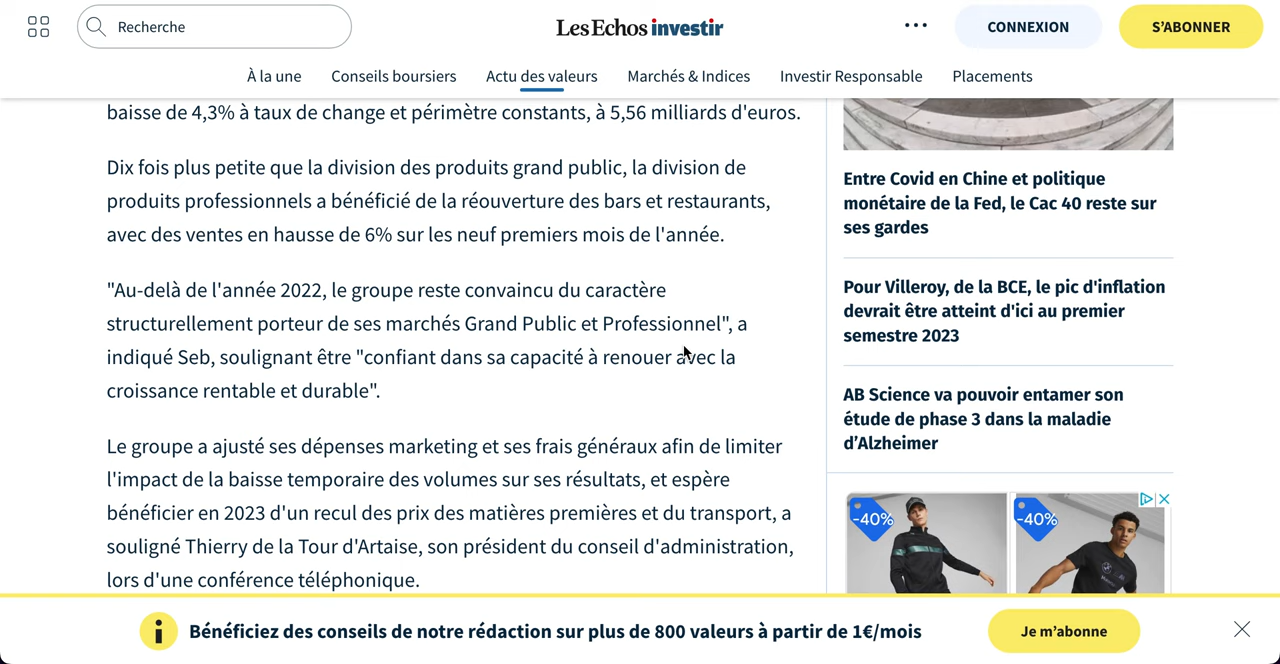 Recherche
Les Echos investir
CONNEXION
S'ABONNER
À la une
Conseils boursiers
Actu des valeurs
Marchés & Indices
Investir Responsable
Placements
baisse de 4,3% à taux de change et périmètre constants, à 5,56 milliards d'euros.
Dix fois plus petite que la division des produits grand public, la division de
produits professionnels a bénéficié de la réouverture des bars et restaurants,
avec des ventes en hausse de 6% sur les neuf premiers mois de l'année.
"Au-delà de l'année 2022, le groupe reste convaincu du caractère
structurellement porteur de ses marchés Grand Public et Professionnel", a
indiqué Seb, soulignant être "confiant dans sa capacité à renouer avec la
croissance rentable et durable".
Le groupe a ajusté ses dépenses marketing et ses frais généraux afin de limiter
l'impact de la baisse temporaire des volumes sur ses résultats, et espère
bénéficier en 2023 d'un recul des prix des matières premières et du transport, a
souligné Thierry de la Tour d'Artaise, son président du conseil d'administration,
lors d'une conférence téléphonique.
Entre Covid en Chine et politique
monétaire de la Fed, le Cac 40 reste sur
ses gardes
Pour Villeroy, de la BCE, le pic d'inflation
devrait être atteint d'ici au premier
semestre 2023
AB Science va pouvoir entamer son
étude de phase 3 dans la maladie
d’Alzheimer
-40%
-40%
Bénéficiez des conseils de notre rédaction sur plus de 800 valeurs à partir de 1€/mois
Je m’abonne